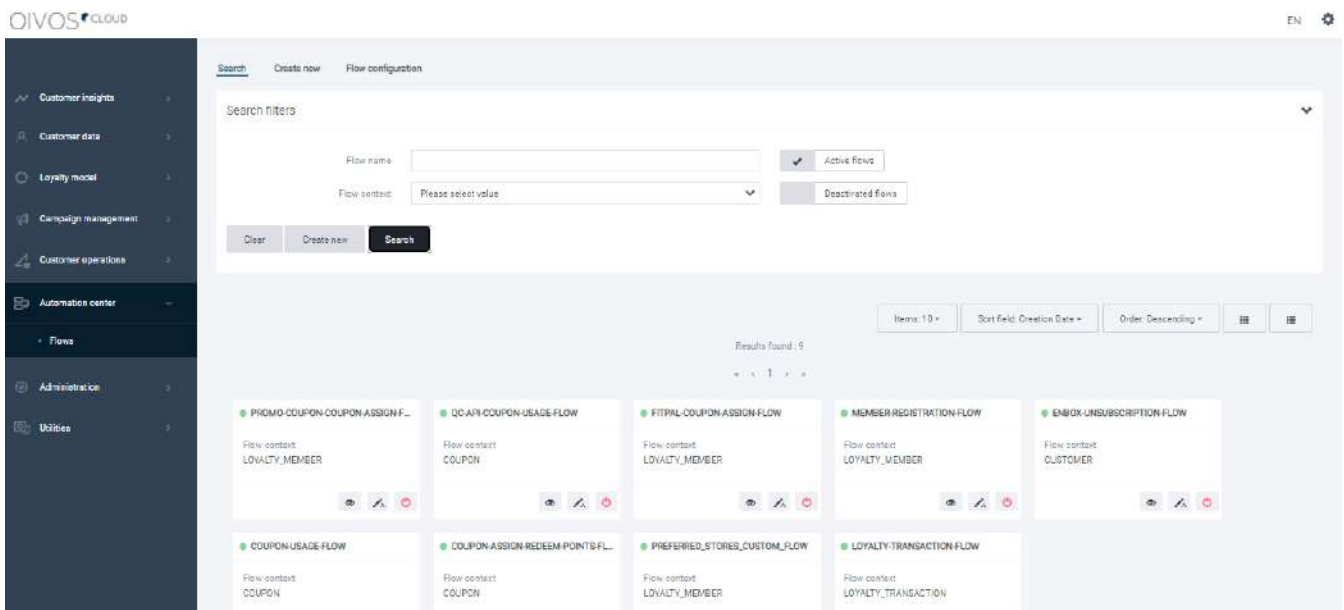 QIVOS CLOUD
EN
Search Create new Flow configuration
Customer insights
Search filters
Customer data
Flow name
Active flows
Loyalty model
Flow context Please select value
Deactivated flows
Campaign management
Clear Create new Search
Customer operations
Automation center
Items: 10 Sort field: Creation Date Order: Descending
Flows
Results found : 9
« ‹ 1 › »
Administration
Utilities
PROMO-COUPON-COUPON-ASSIGN-F... QC-API-COUPON-USAGE-FLOW FITPAL-COUPON-ASSIGN-FLOW MEMBER-REGISTRATION-FLOW ENBOX-UNSUBSCRIPTION-FLOW
Flow context Flow context Flow context Flow context Flow context
LOYALTY_MEMBER COUPON LOYALTY_MEMBER LOYALTY_MEMBER CUSTOMER
COUPON-USAGE-FLOW COUPON-ASSIGN-REDEEM-POINTS-FL... PREFERRED_STORES_CUSTOM_FLOW LOYALTY-TRANSACTION-FLOW
Flow context Flow context Flow context Flow context
COUPON COUPON LOYALTY_MEMBER LOYALTY_TRANSACTION